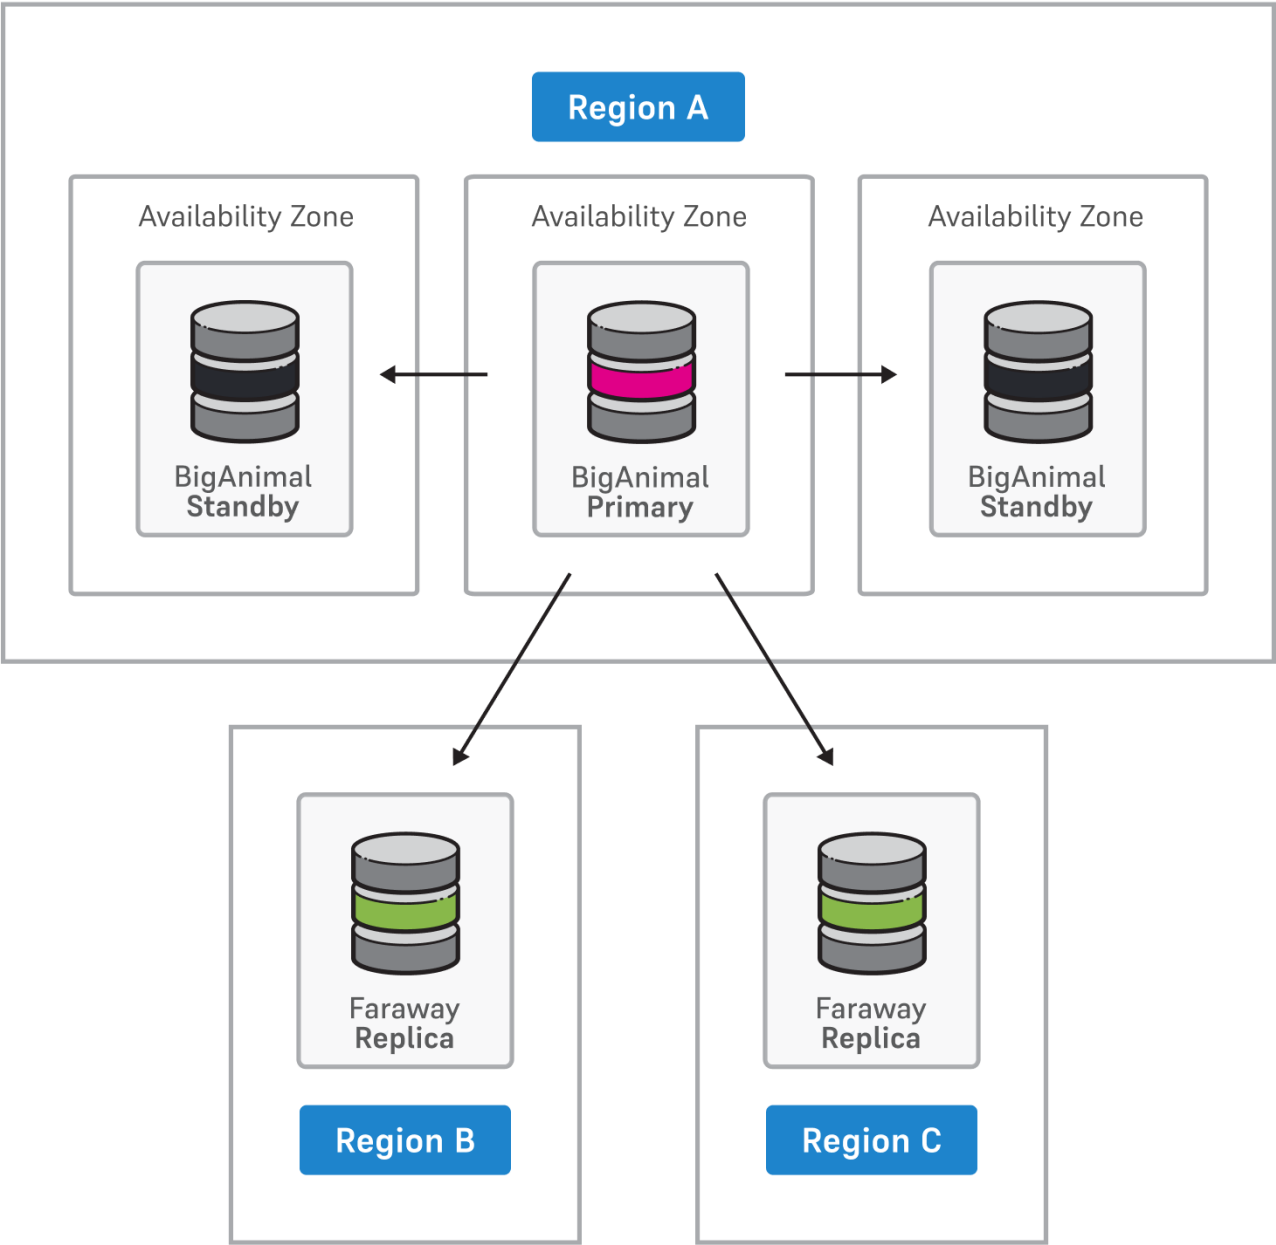 Region A
Availability Zone
Availability Zone
Availability Zone
BigAnimal
Standby
BigAnimal
Primary
BigAnimal
Standby
Faraway
Replica
Faraway
Replica
Region B
Region C